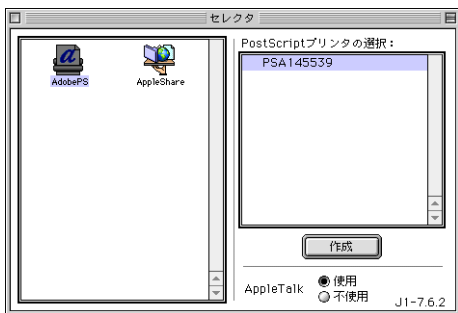 セレクタ
AdobePS
AppleShare
PostScriptプリンタの選択：
PSA145539
作成
AppleTalk
使用
不使用
J1-7.6.2